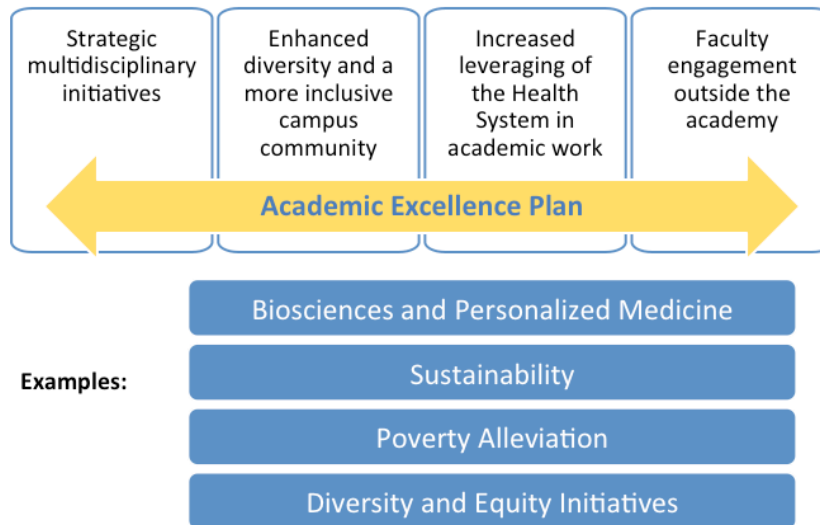 Strategic
multidisciplinary
initiatives
Enhanced
diversity and a
more inclusive
campus
community
Increased
leveraging of
the Health
System in
academic work
Faculty
engagement
outside the
academy
Academic Excellence Plan
Examples:
Biosciences and Personalized Medicine
Sustainability
Poverty Alleviation
Diversity and Equity Initiatives